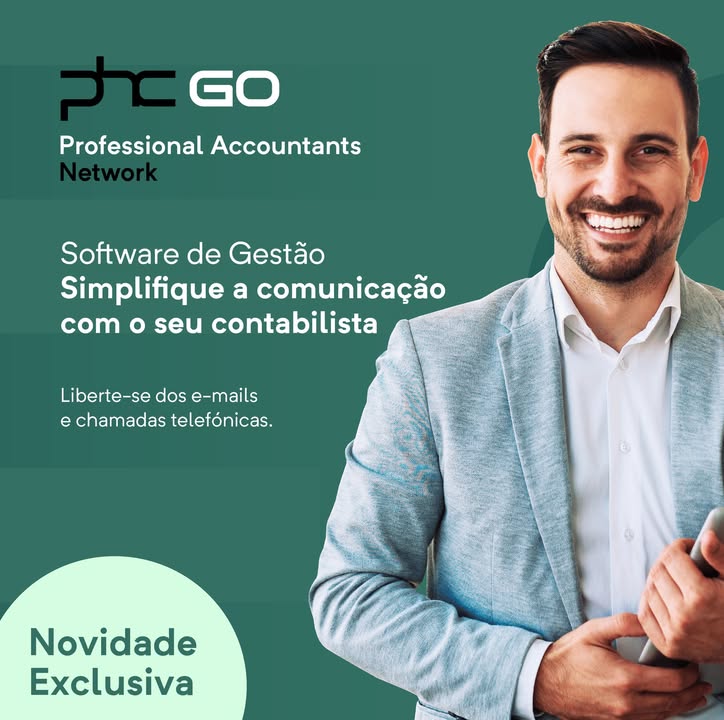 phc GO
Professional Accountants
Network
Software de Gestão
Simplifique a comunicação
com o seu contabilista
Liberte-se dos e-mails
e chamadas telefónicas.
Novidade
Exclusiva